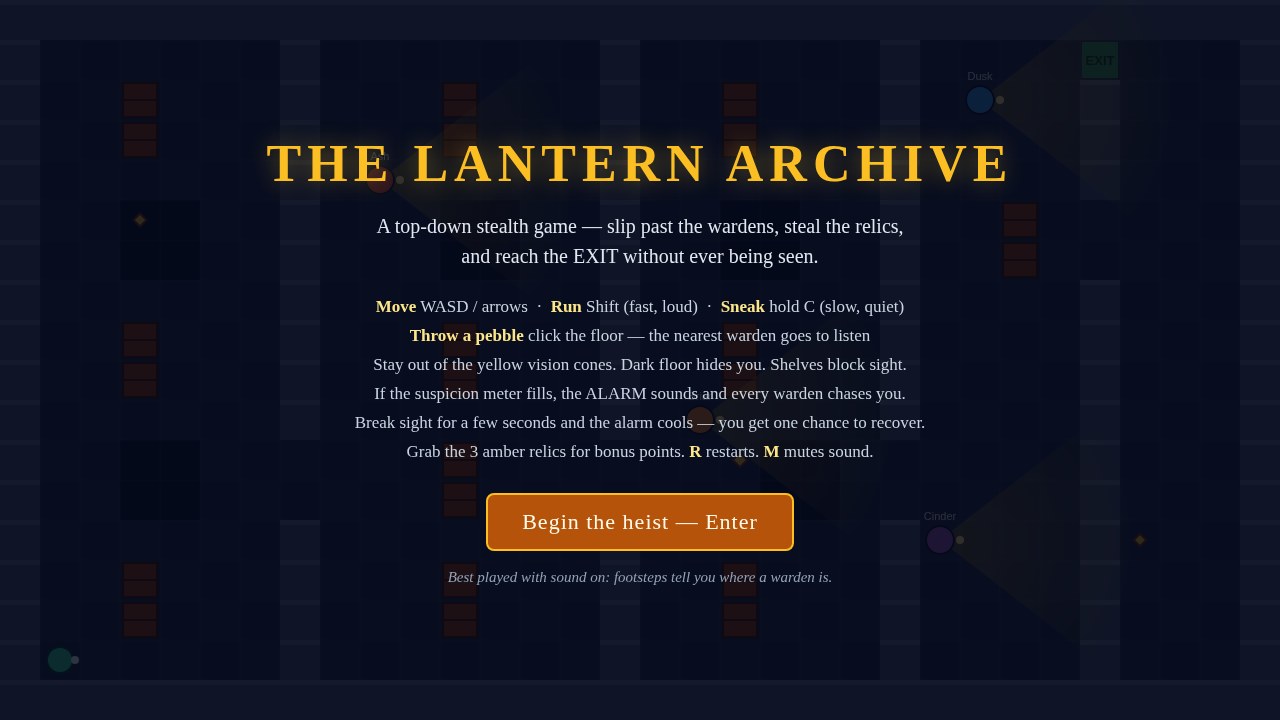 Dusk
EXIT
THE LANTERN ARCHIVE
A top-down stealth game — slip past the wardens, steal the relics,
and reach the EXIT without ever being seen.
Move WASD / arrows · Run Shift (fast, loud) · Sneak hold C (slow, quiet)
Throw a pebble click the floor — the nearest warden goes to listen
Stay out of the yellow vision cones. Dark floor hides you. Shelves block sight.
If the suspicion meter fills, the ALARM sounds and every warden chases you.
Break sight for a few seconds and the alarm cools — you get one chance to recover.
Grab the 3 amber relics for bonus points. R restarts. M mutes sound.
Begin the heist — Enter
Cinder
Best played with sound on: footsteps tell you where a warden is.